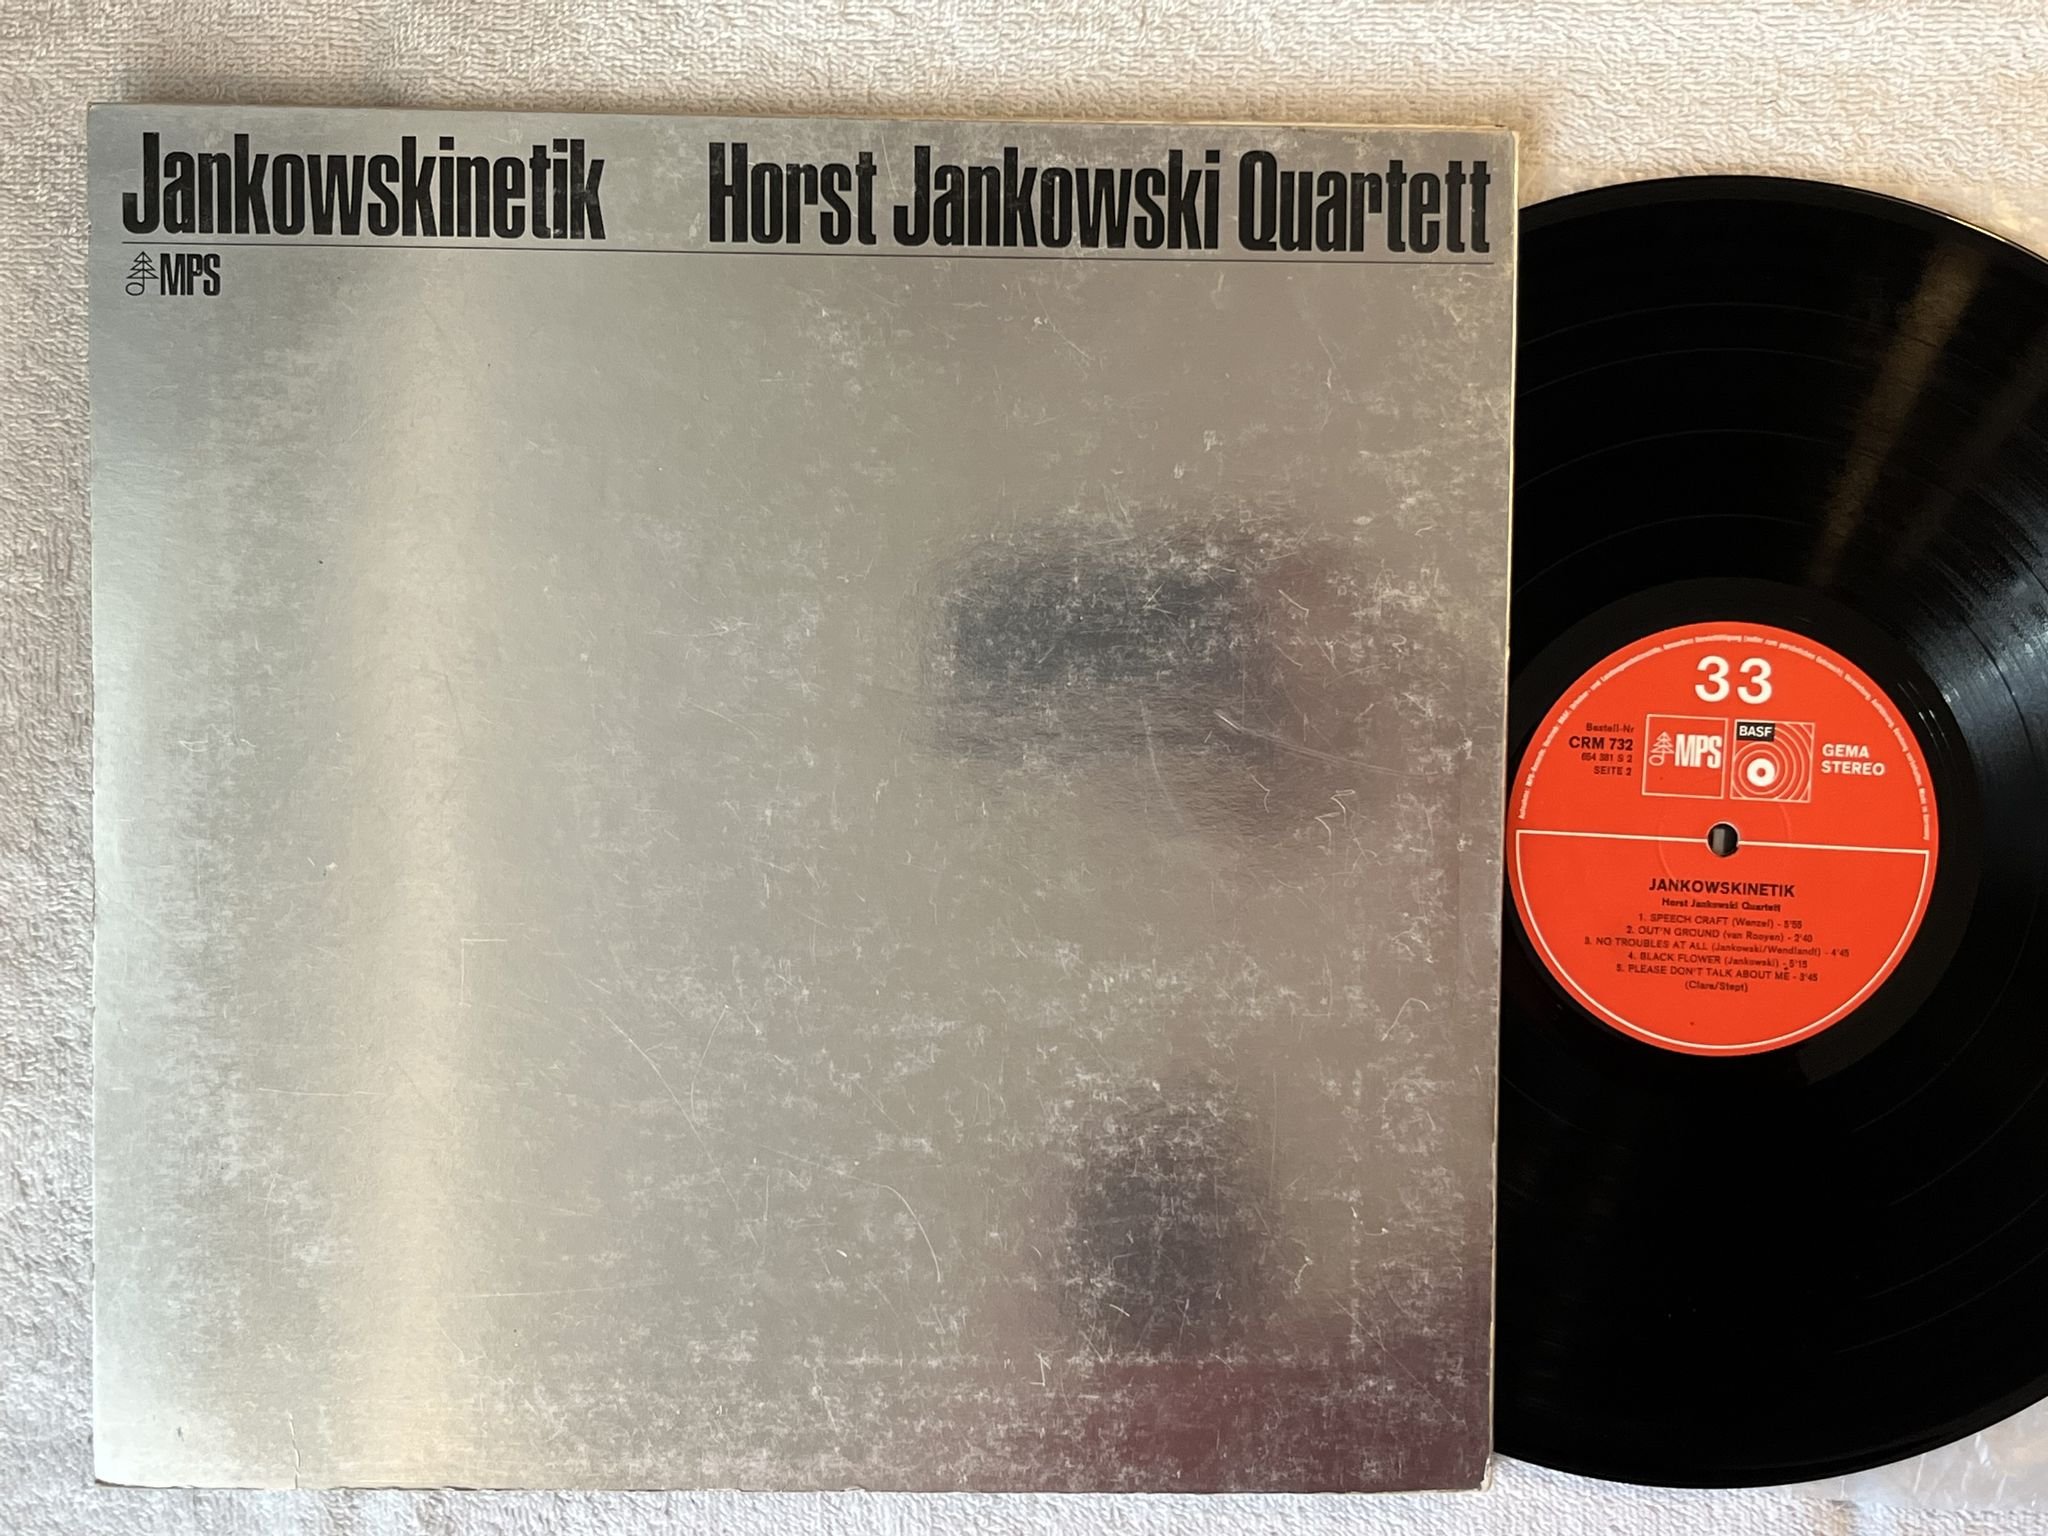 Jankowskinetik Horst Jankowski Quartett
MPS
33
Bestell-Nr
CRM 732
SEITE 2
MPS
BASF
GEMA
STEREO
JANKOWSKINETIK
Horst Jankowski Quartett
1. SPEECH CRAFT (Wenzel) - 5'55
2. OUT'N GROUND (van Rooyen) - 2'40
3. NO TROUBLES AT ALL (Jankowski/Wendlandt) - 4'45
4. BLACK FLOWER (Jankowski) - 5'15
5. PLEASE DON'T TALK ABOUT ME - 3'45
(Clare/Stept)